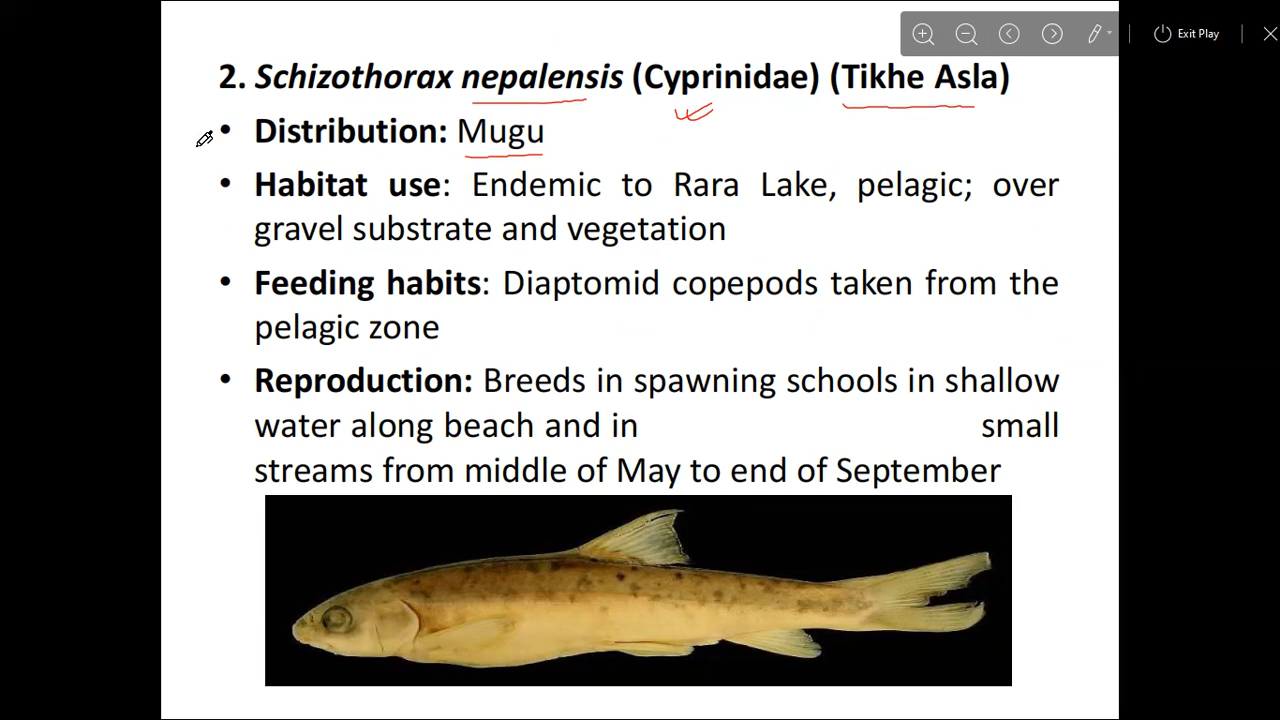 Exit Play
2. Schizothorax nepalensis (Cyprinidae) (Tikhe Asla)
• Distribution: Mugu
• Habitat use: Endemic to Rara Lake, pelagic; over
gravel substrate and vegetation
• Feeding habits: Diaptomid copepods taken from the
pelagic zone
• Reproduction: Breeds in spawning schools in shallow
water along beach and in small
streams from middle of May to end of September